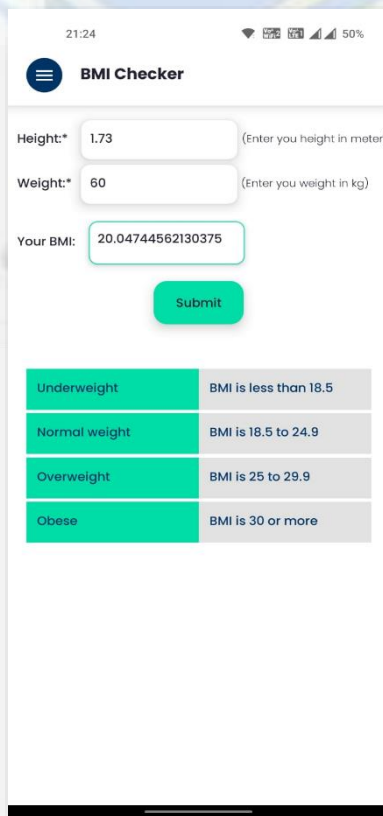 21:24 50%
BMI Checker
Height:* 1.73 (Enter you height in meter
Weight:* 60 (Enter you weight in kg)
Your BMI: 20.04744562130375
Submit
Underweight BMI is less than 18.5
Normal weight BMI is 18.5 to 24.9
Overweight BMI is 25 to 29.9
Obese BMI is 30 or more